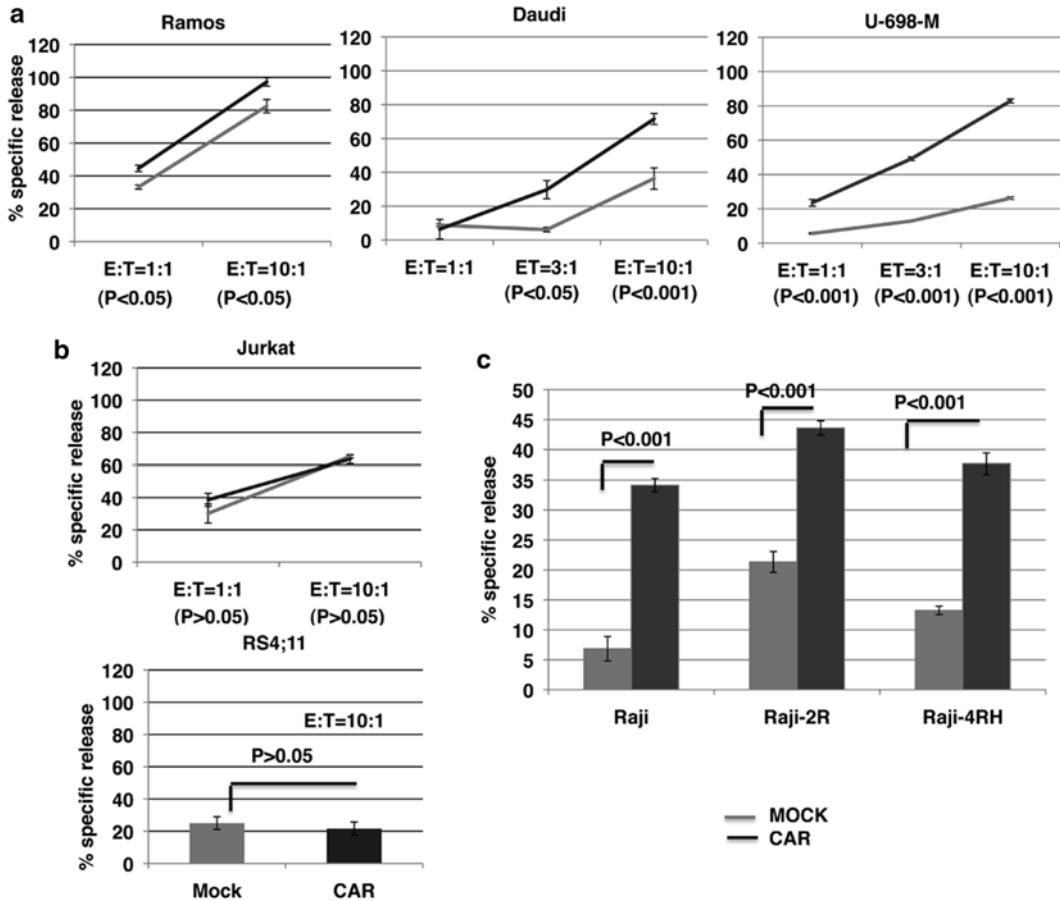 a
Ramos
Daudi
U-698-M
% specific release
120
100
80
60
40
20
0
E:T=1:1
E:T=10:1
(P<0.05)
(P<0.05)
120
100
80
60
40
20
0
E:T=1:1
ET=3:1
E:T=10:1
(P<0.05)
(P<0.001)
120
100
80
60
40
20
0
E:T=1:1
ET=3:1
E:T=10:1
(P<0.001)
(P<0.001)
(P<0.001)
b
Jurkat
% specific release
120
100
80
60
40
20
0
E:T=1:1
E:T=10:1
(P>0.05)
(P>0.05)
RS4;11
% specific release
120
100
80
60
40
20
0
E:T=10:1
P>0.05
Mock
CAR
c
% specific release
50
45
40
35
30
25
20
15
10
5
0
P<0.001
P<0.001
P<0.001
Raji
Raji-2R
Raji-4RH
MOCK
CAR